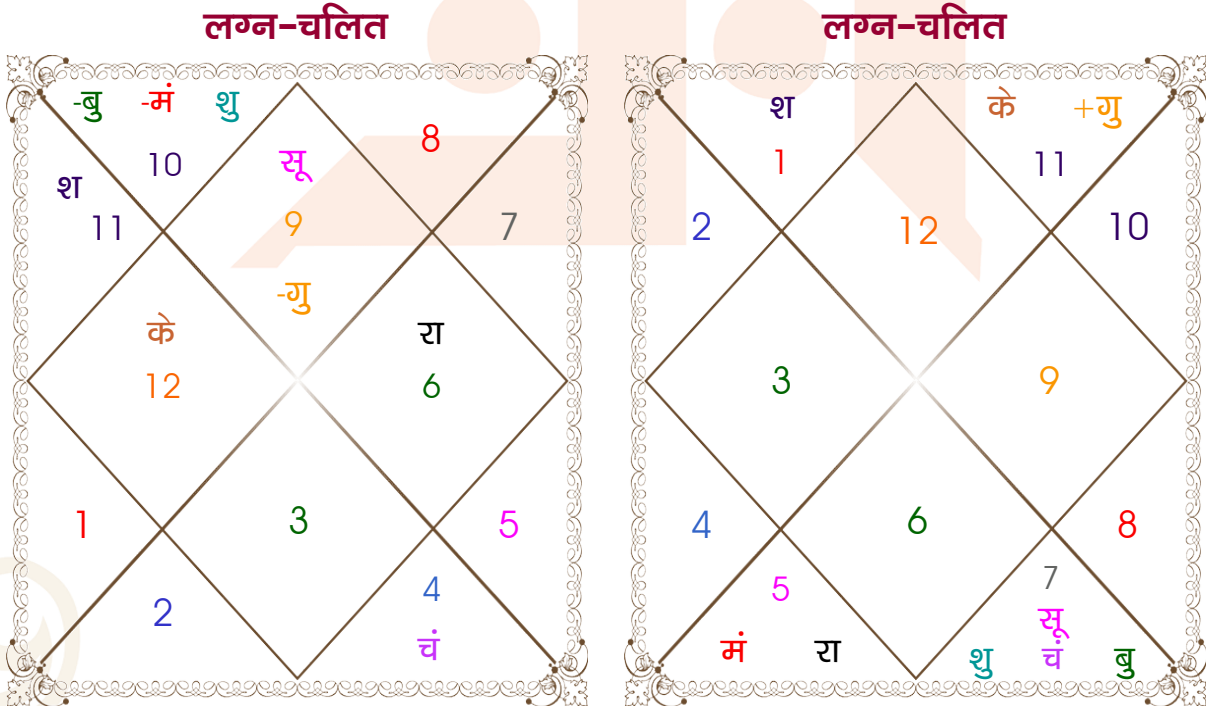 लग्न-चलित
-बु -मं शु
10
8
सू
श
11
9
7
-गु
के
12
रा
6
1
3
5
2
4
चं
लग्न-चलित
श
1
के +गु
11
2
12
10
3
9
4
6
8
5
मं रा
7
सू
शु चं बु